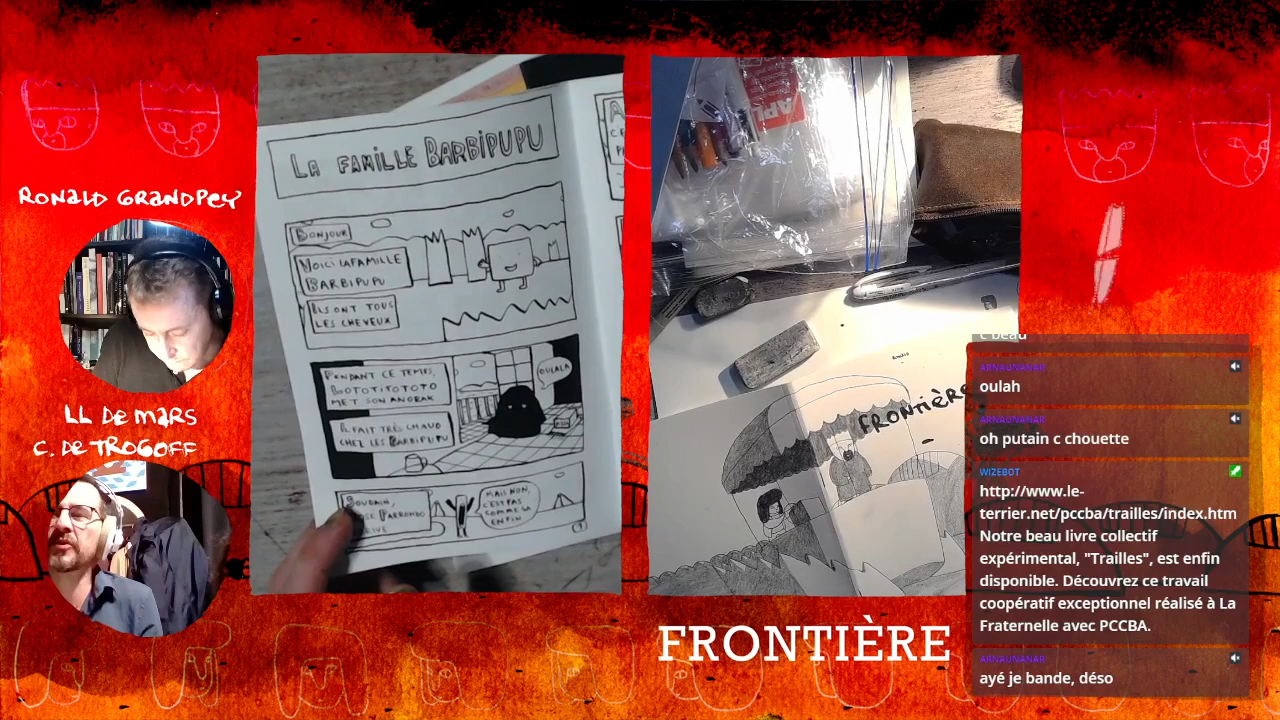 RONALD GRANDPEY
LL DE MARS
C. DE TROGOFF
LA FAMILLE BARBIPUPU
BONJOUR
VOICI LA FAMILLE
BARBIPUPU
ILS ONT TOUS
LES CHEVEUX
PENDANT CE TEMPS,
TOTOTITOTOTO
MET SON ANORAK
IL FAIT TRÈS CHAUD
CHEZ LES BARBIPUPU
OULALA
SOUDAIN,
PARRONDO
MAIS NON,
C'EST PAS
COMME ÇA
ENFIN
APLI
FRONTIÈRE
FRONTIÈRE
c beau
ARNAUNANAR
oulah
ARNAUNANAR
oh putain c chouette
WIZEBOT
http://www.le-
terrier.net/pccba/trailles/index.htm
Notre beau livre collectif
expérimental, "Trailles", est enfin
disponible. Découvrez ce travail
coopératif exceptionnel réalisé à La
Fraternelle avec PCCBA.
ARNAUNANAR
ayé je bande, déso